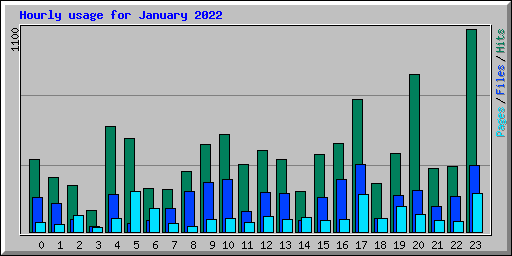 Hourly usage for January 2022
1100
Pages / Files / Hits
0 1 2 3 4 5 6 7 8 9 10 11 12 13 14 15 16 17 18 19 20 21 22 23